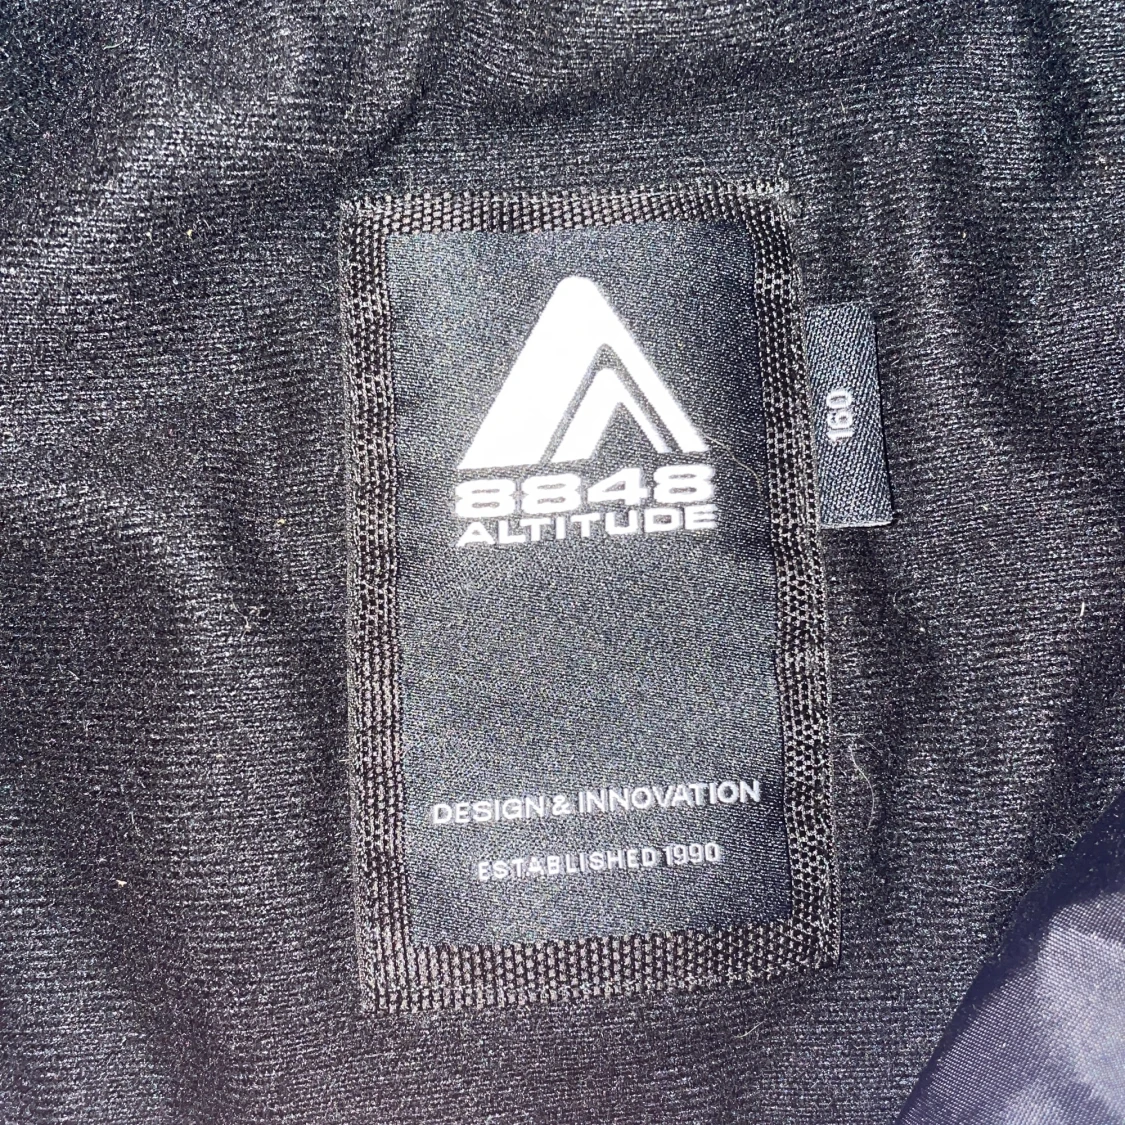 8848
ALTITUDE
160
DESIGN & INNOVATION
ESTABLISHED 1990